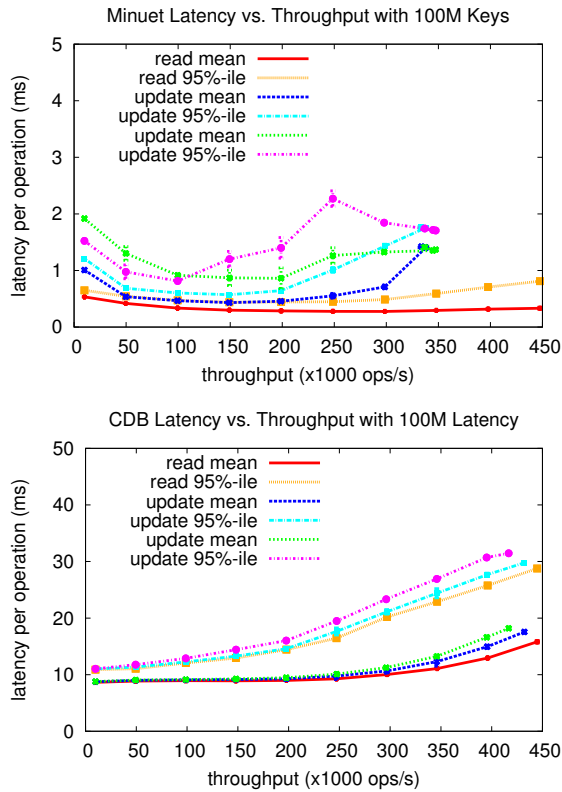 Minuet Latency vs. Throughput with 100M Keys
latency per operation (ms)
5
4
3
2
1
0
read mean
read 95%-ile
update mean
update 95%-ile
update mean
update 95%-ile
0 50 100 150 200 250 300 350 400 450
throughput (x1000 ops/s)
CDB Latency vs. Throughput with 100M Latency
latency per operation (ms)
50
40
30
20
10
0
read mean
read 95%-ile
update mean
update 95%-ile
update mean
update 95%-ile
0 50 100 150 200 250 300 350 400 450
throughput (x1000 ops/s)